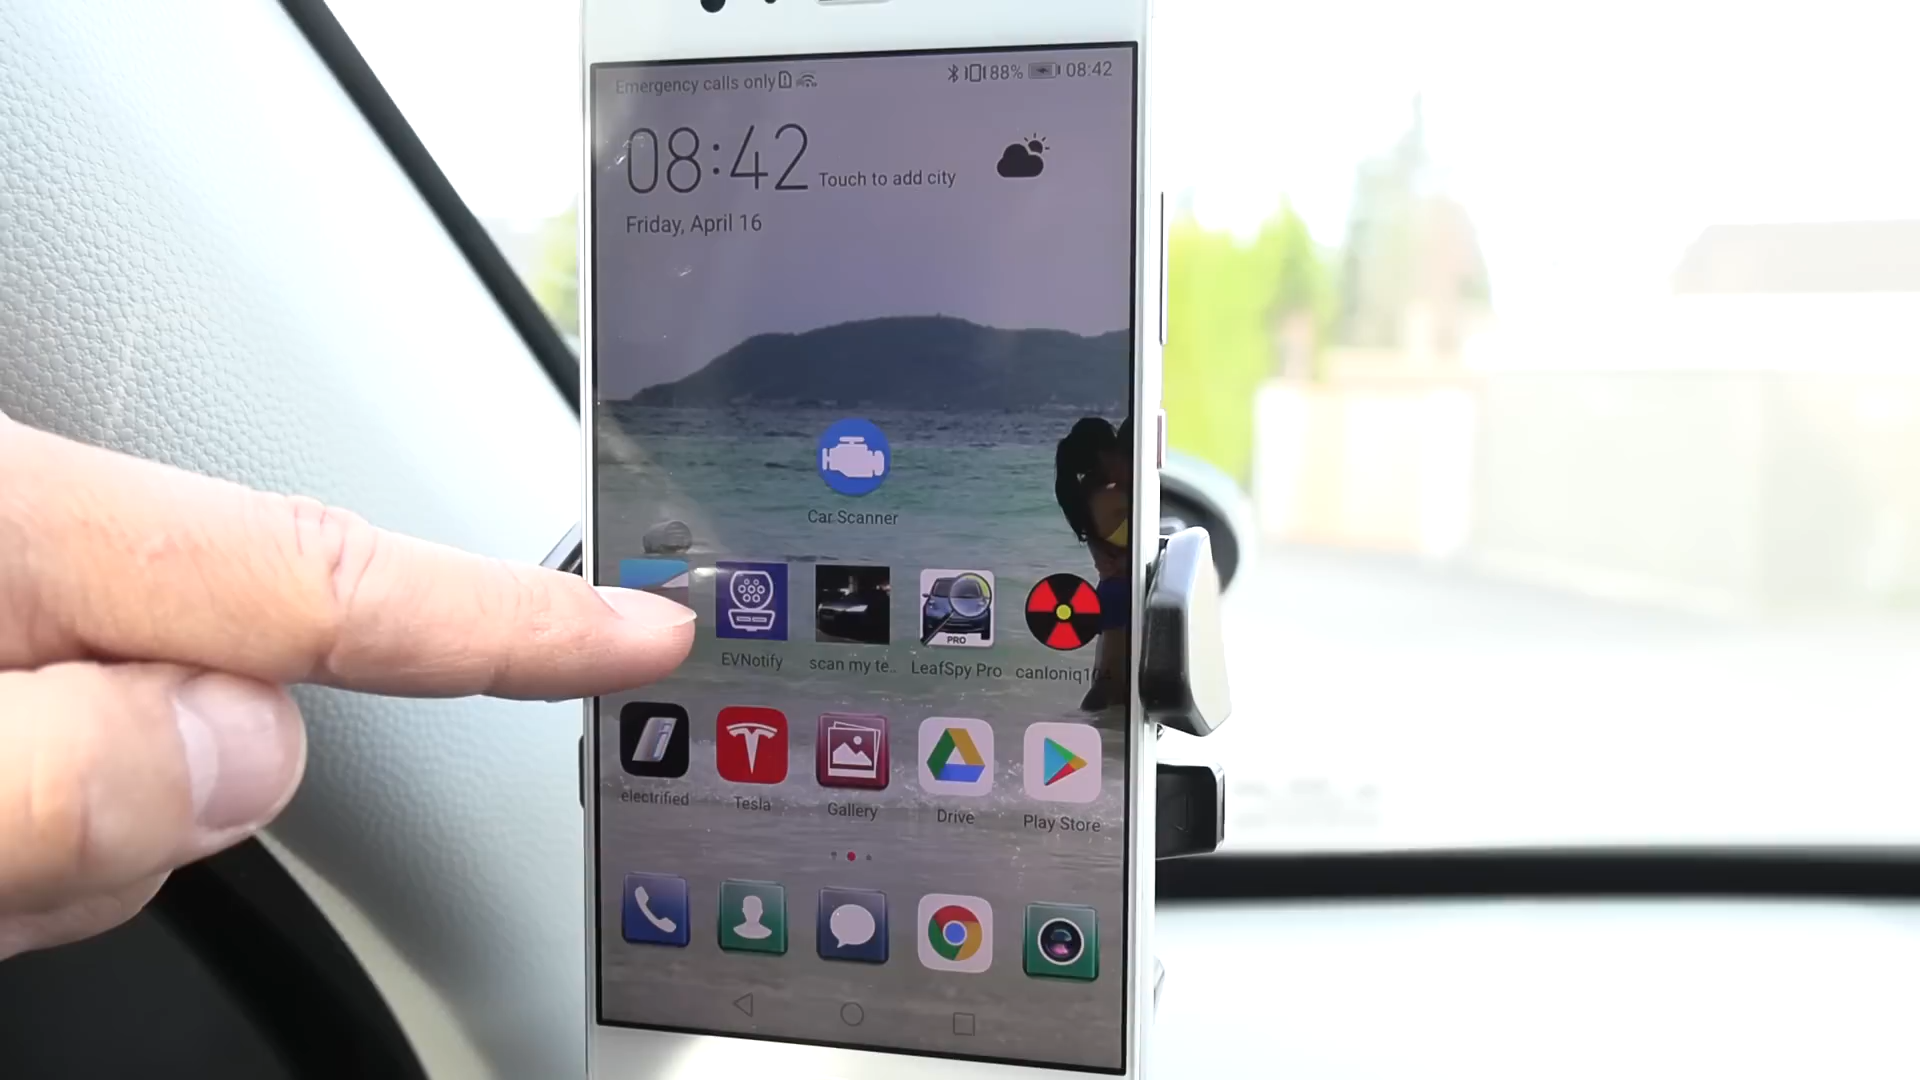 Emergency calls only
88% 08:42
08:42 Touch to add city
Friday, April 16
Car Scanner
EVNotify scan my te.. LeafSpy Pro canIoniq104
PRO
electrified Tesla Gallery Drive Play Store